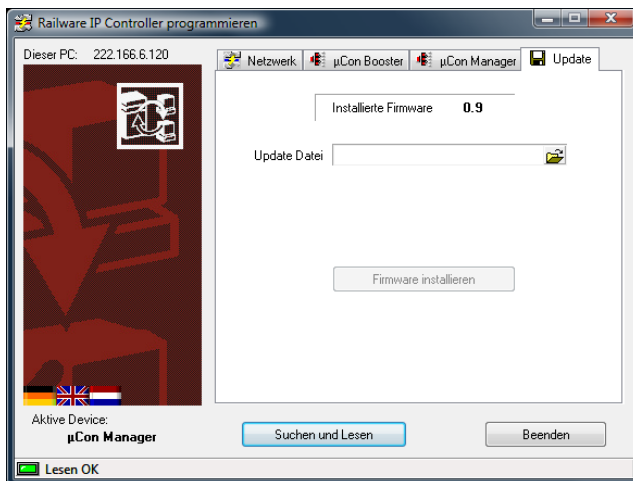 Railware IP Controller programmieren
Dieser PC: 222.166.6.120
Netzwerk µCon Booster µCon Manager Update
Installierte Firmware 0.9
Update Datei
Firmware installieren
Aktive Device:
µCon Manager
Suchen und Lesen Beenden
Lesen OK